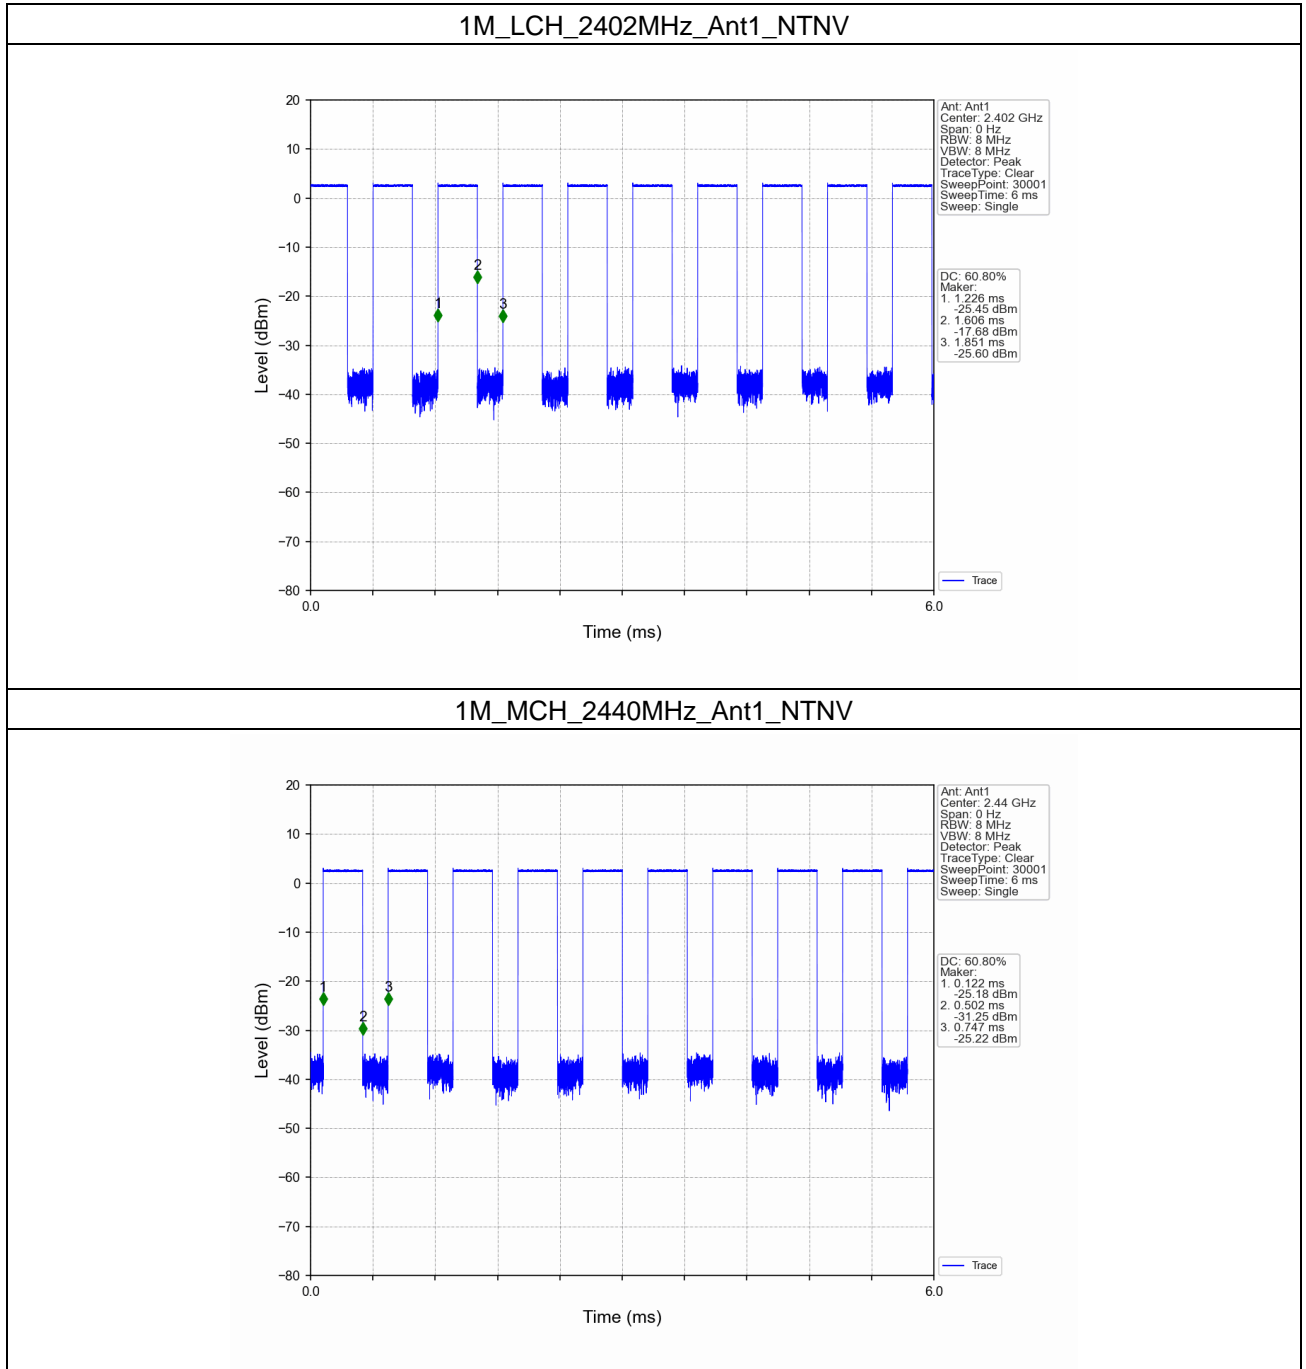 1M_LCH_2402MHz_Ant1_NTNV
20
10
0
−10
−20
−30
−40
−50
−60
−70
−80
Level (dBm)
0.0
6.0
Time (ms)
1
2
3
Ant: Ant1
Center: 2.402 GHz
Span: 0 Hz
RBW: 8 MHz
VBW: 8 MHz
Detector: Peak
TraceType: Clear
SweepPoint: 30001
SweepTime: 6 ms
Sweep: Single
DC: 60.80%
Maker:
1. 1.226 ms
-25.45 dBm
2. 1.606 ms
-17.68 dBm
3. 1.851 ms
-25.60 dBm
Trace
1M_MCH_2440MHz_Ant1_NTNV
20
10
0
−10
−20
−30
−40
−50
−60
−70
−80
Level (dBm)
0.0
6.0
Time (ms)
1
2
3
Ant: Ant1
Center: 2.44 GHz
Span: 0 Hz
RBW: 8 MHz
VBW: 8 MHz
Detector: Peak
TraceType: Clear
SweepPoint: 30001
SweepTime: 6 ms
Sweep: Single
DC: 60.80%
Maker:
1. 0.122 ms
-25.18 dBm
2. 0.502 ms
-31.25 dBm
3. 0.747 ms
-25.22 dBm
Trace